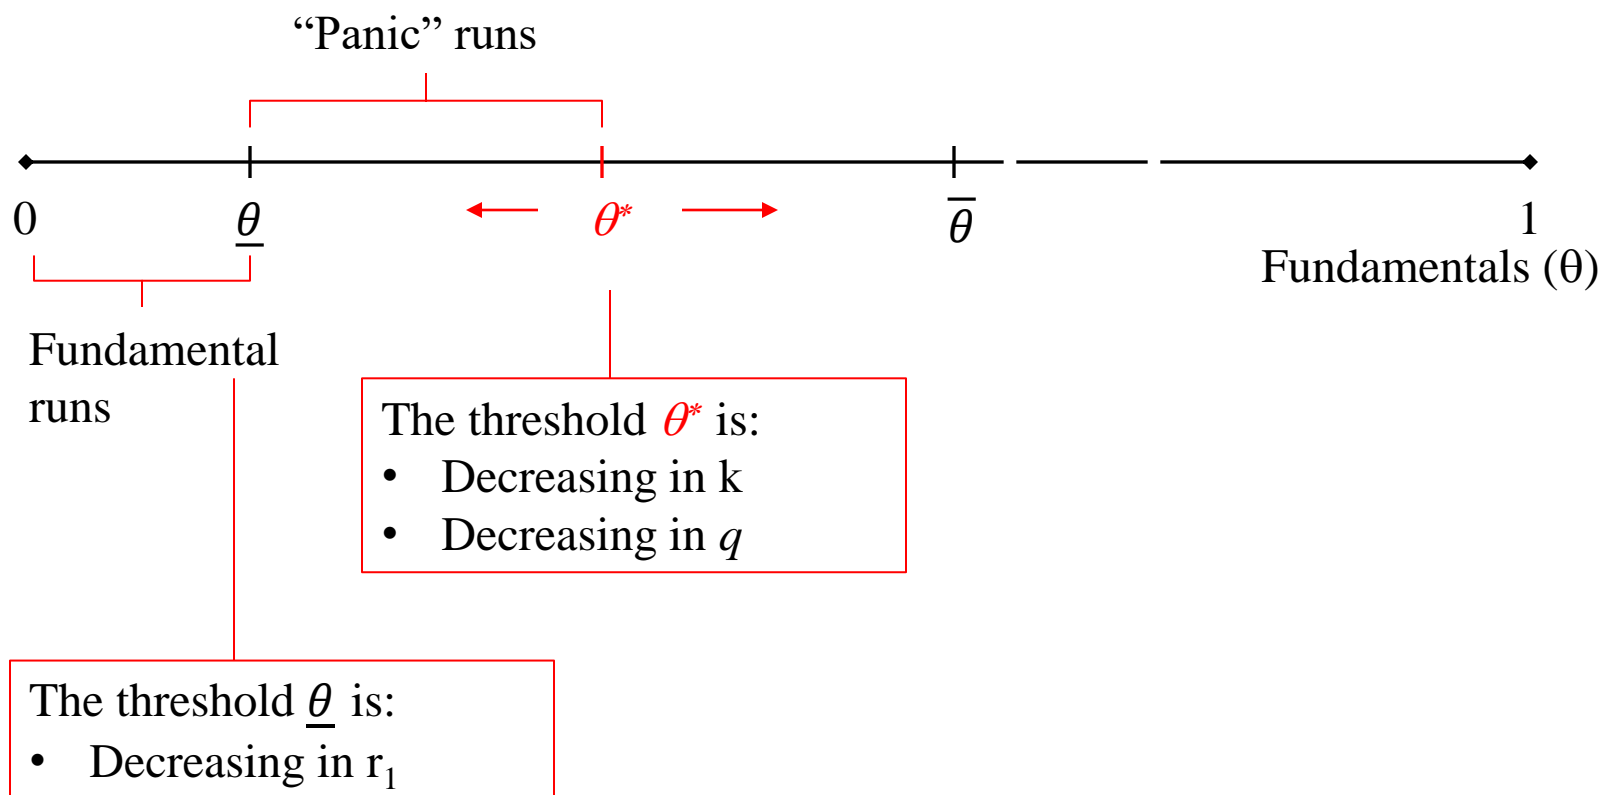 “Panic” runs
0 θ θ* θ 1
Fundamentals (θ)
Fundamental
runs
The threshold θ* is:
• Decreasing in k
• Decreasing in q
The threshold θ is:
• Decreasing in r₁